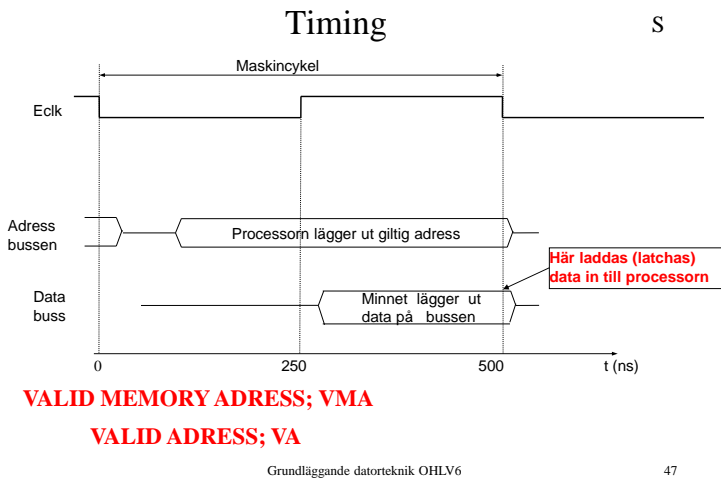 Timing
S
Maskincykel
Eclk
Adress
bussen
Processorn lägger ut giltig adress
Här laddas (latchas)
data in till processorn
Data
buss
Minnet lägger ut
data på bussen
0 250 500 t (ns)
VALID MEMORY ADRESS; VMA
VALID ADRESS; VA
Grundläggande datorteknik OHLV6 47